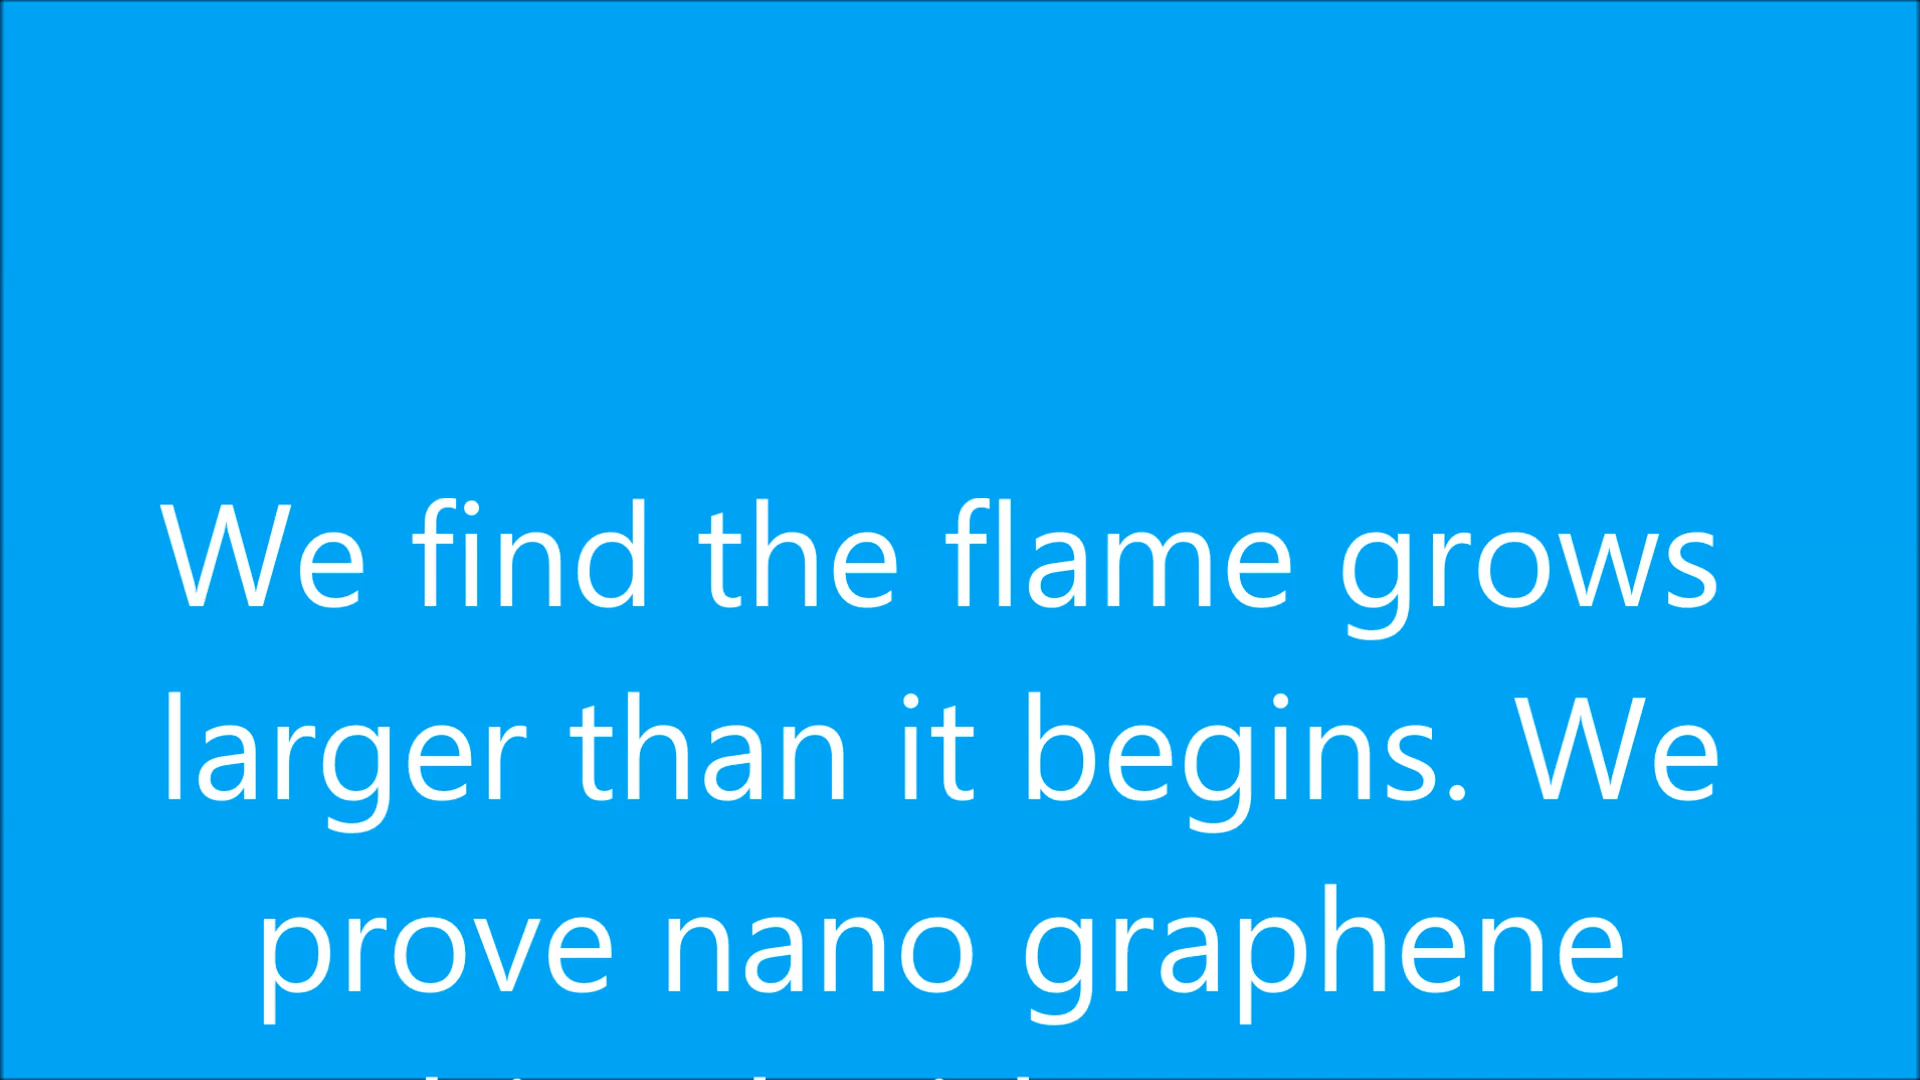 We find the flame grows
larger than it begins. We
prove nano graphene